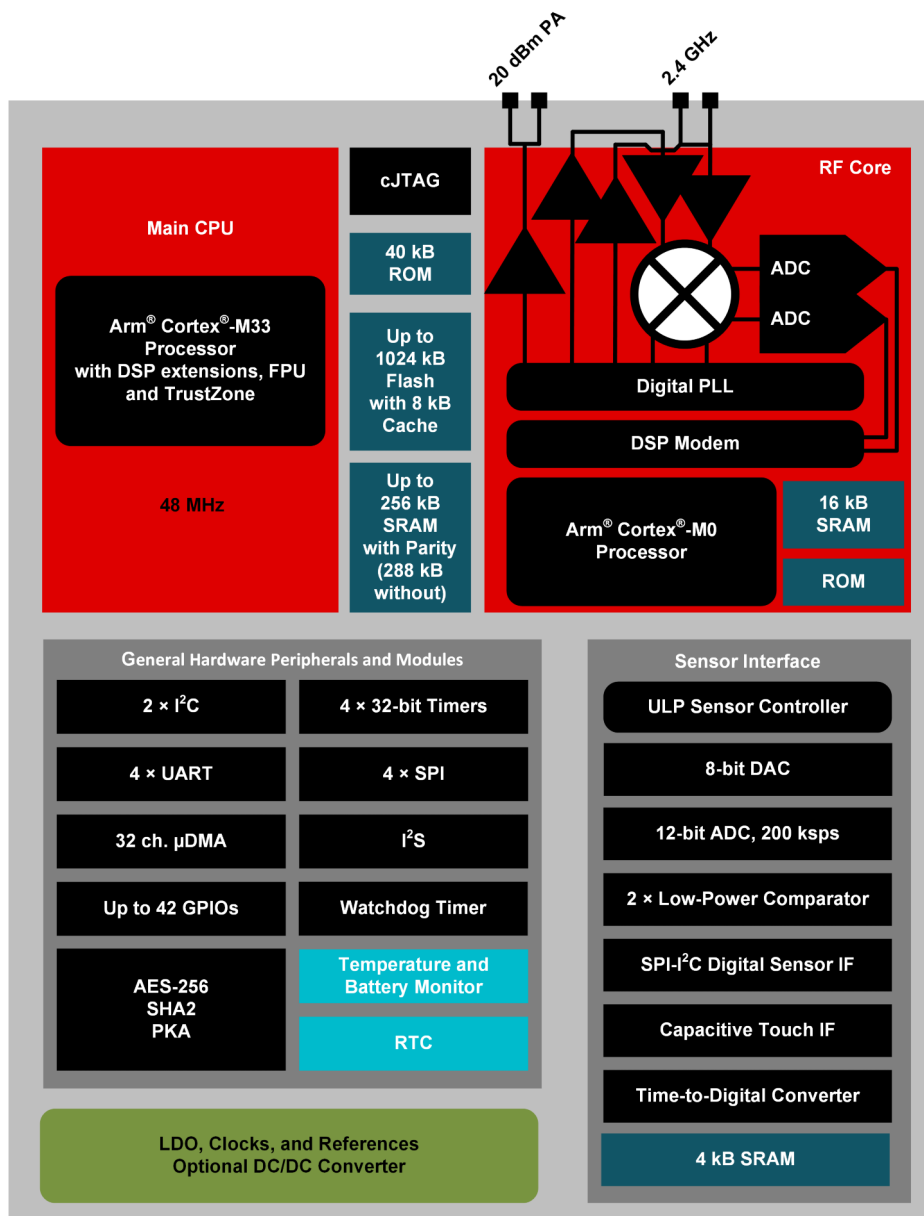 20 dBm PA
2.4 GHz
Main CPU
Arm® Cortex®-M33
Processor
with DSP extensions, FPU
and TrustZone
48 MHz
cJTAG
40 kB
ROM
Up to
1024 kB
Flash
with 8 kB
Cache
Up to
256 kB
SRAM
with Parity
(288 kB
without)
RF Core
ADC
ADC
Digital PLL
DSP Modem
Arm® Cortex®-M0
Processor
16 kB
SRAM
ROM
General Hardware Peripherals and Modules
2 × I²C
4 × 32-bit Timers
4 × UART
4 × SPI
32 ch. µDMA
I²S
Up to 42 GPIOs
Watchdog Timer
AES-256
SHA2
PKA
Temperature and
Battery Monitor
RTC
LDO, Clocks, and References
Optional DC/DC Converter
Sensor Interface
ULP Sensor Controller
8-bit DAC
12-bit ADC, 200 ksps
2 × Low-Power Comparator
SPI-I²C Digital Sensor IF
Capacitive Touch IF
Time-to-Digital Converter
4 kB SRAM